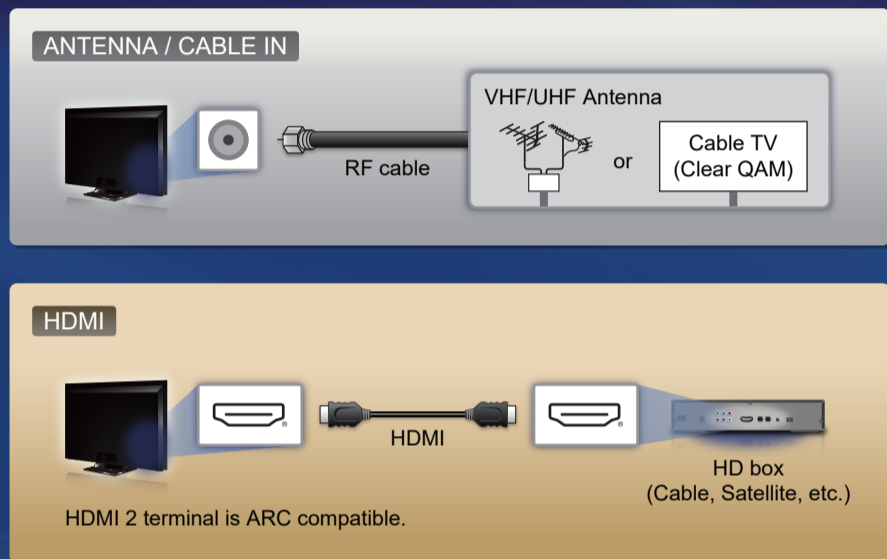 ANTENNA / CABLE IN
VHF/UHF Antenna
RF cable
or
Cable TV
(Clear QAM)
HDMI
HDMI
HD box
(Cable, Satellite, etc.)
HDMI 2 terminal is ARC compatible.